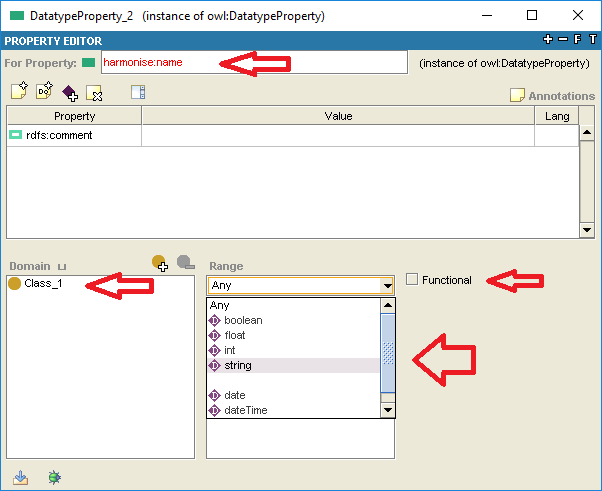 DatatypeProperty_2 (instance of owl:DatatypeProperty)
PROPERTY EDITOR
F T
For Property: harmonise:name (instance of owl:DatatypeProperty)
Annotations
Property Value Lang
rdfs:comment
Domain Range
Class_1
Any
Functional
Any
D boolean
D float
D int
D string
D date
D dateTime